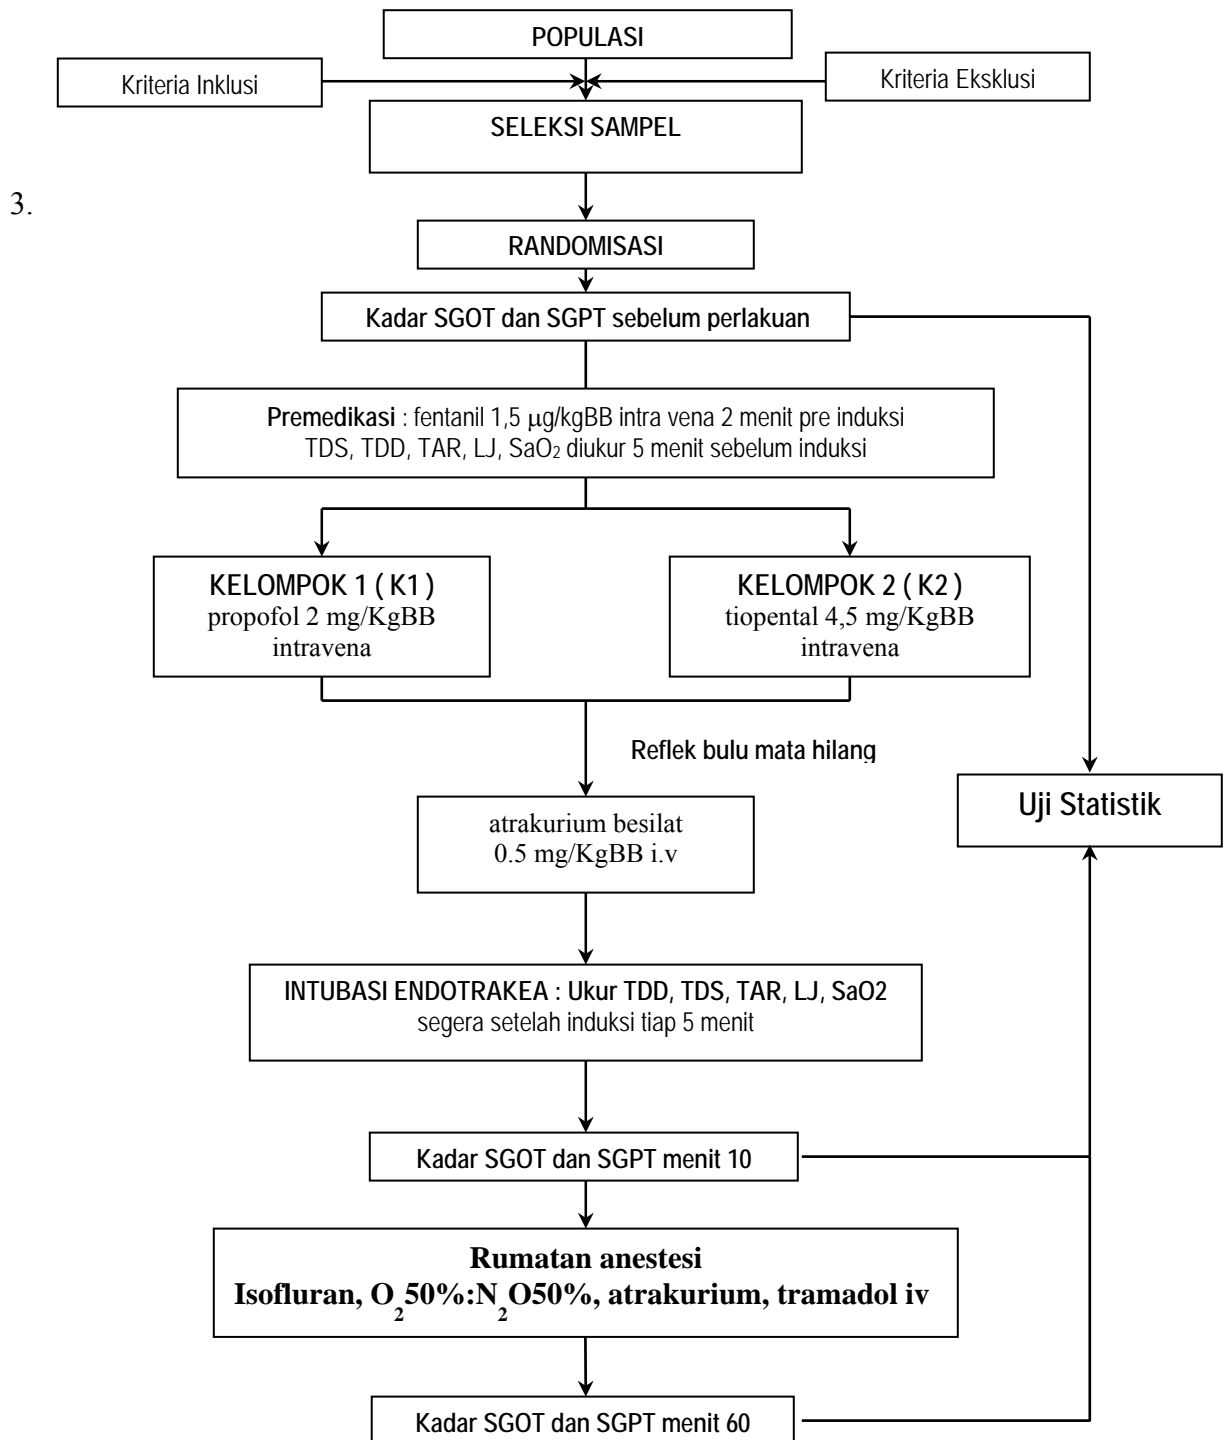 POPULASI
Kriteria Inklusi
Kriteria Eksklusi
SELEKSI SAMPEL
3.
RANDOMISASI
Kadar SGOT dan SGPT sebelum perlakuan
Premedikasi : fentanil 1,5 µg/kgBB intra vena 2 menit pre induksi
TDS, TDD, TAR, LJ, SaO2 diukur 5 menit sebelum induksi
KELOMPOK 1 ( K1 )
propofol 2 mg/KgBB
intravena
KELOMPOK 2 ( K2 )
tiopental 4,5 mg/KgBB
intravena
Reflek bulu mata hilang
Uji Statistik
atrakurium besilat
0.5 mg/KgBB i.v
INTUBASI ENDOTRAKEA : Ukur TDD, TDS, TAR, LJ, SaO2
segera setelah induksi tiap 5 menit
Kadar SGOT dan SGPT menit 10
Rumatan anestesi
Isofluran, O250%:N2O50%, atrakurium, tramadol iv
Kadar SGOT dan SGPT menit 60